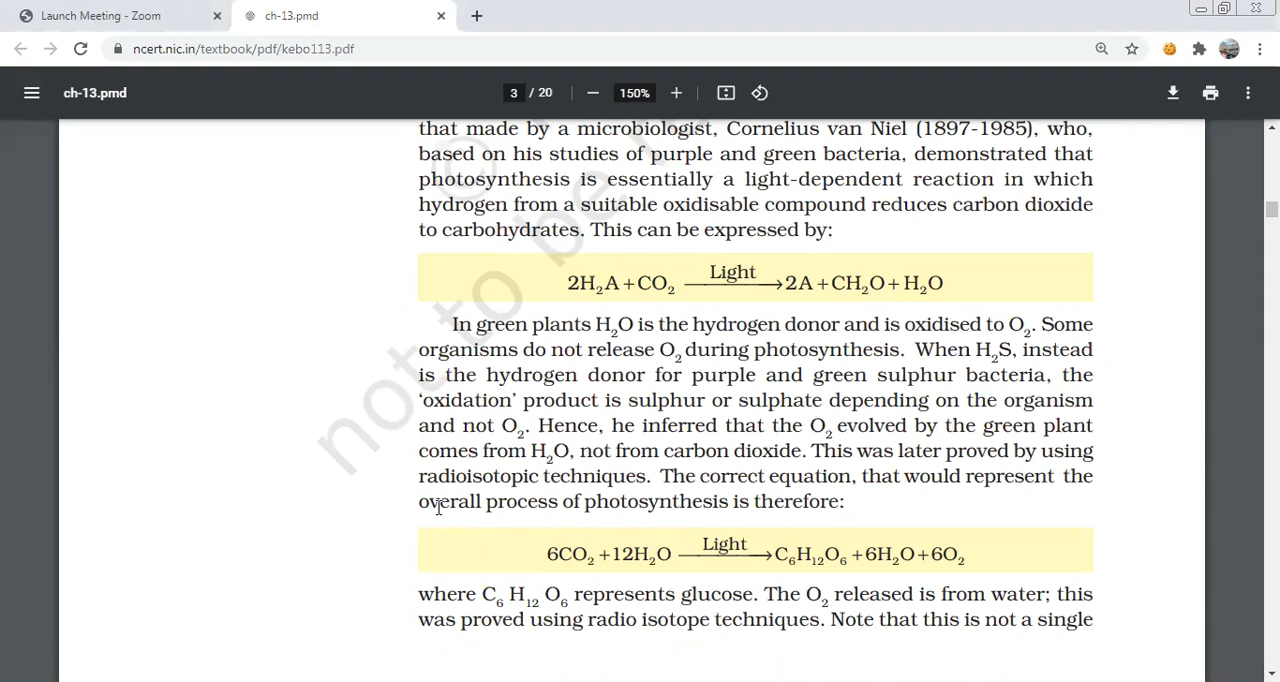 Launch Meeting - Zoom
ch-13.pmd
ncert.nic.in/textbook/pdf/kebo113.pdf
ch-13.pmd
3 / 20
150%
that made by a microbiologist, Cornelius van Niel (1897-1985), who,
based on his studies of purple and green bacteria, demonstrated that
photosynthesis is essentially a light-dependent reaction in which
hydrogen from a suitable oxidisable compound reduces carbon dioxide
to carbohydrates. This can be expressed by:
2H₂A + CO₂ —Light→ 2A + CH₂O + H₂O
In green plants H₂O is the hydrogen donor and is oxidised to O₂. Some
organisms do not release O₂ during photosynthesis. When H₂S, instead
is the hydrogen donor for purple and green sulphur bacteria, the
‘oxidation’ product is sulphur or sulphate depending on the organism
and not O₂. Hence, he inferred that the O₂ evolved by the green plant
comes from H₂O, not from carbon dioxide. This was later proved by using
radioisotopic techniques. The correct equation, that would represent the
overall process of photosynthesis is therefore:
6CO₂ + 12H₂O —Light→ C₆H₁₂O₆ + 6H₂O + 6O₂
where C₆ H₁₂ O₆ represents glucose. The O₂ released is from water; this
was proved using radio isotope techniques. Note that this is not a single
©
not to be